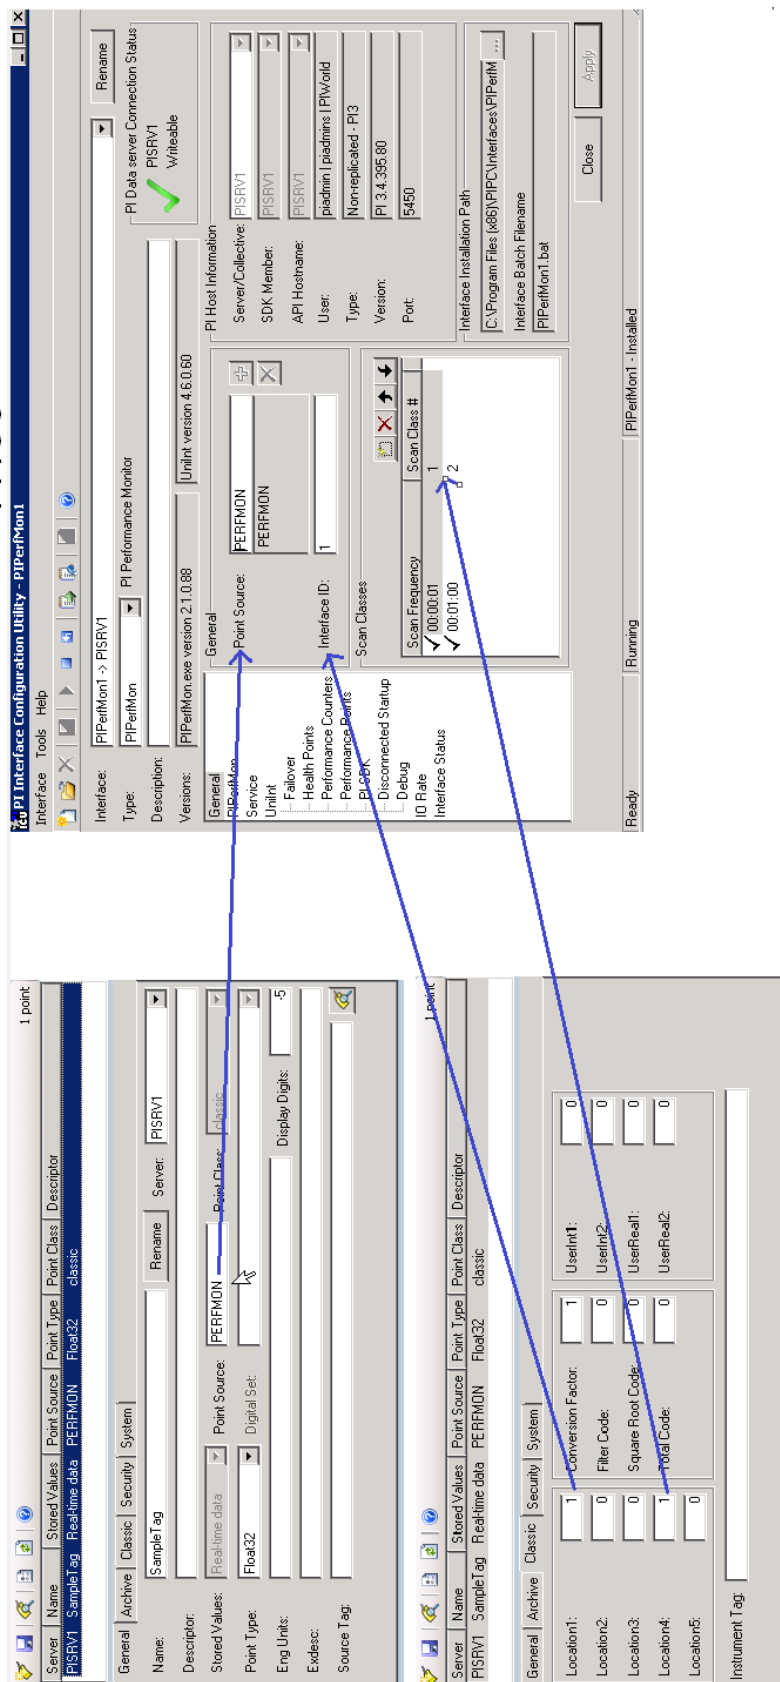 1 point
Server Name Stored Values Point Source Point Type Point Class Descriptor
PISRV1 SampleTag Real-time data PERFMON Float32 classic
General Archive Classic Security System
Name: SampleTag Rename Server: PISRV1
Descriptor:
Stored Values: Real-time data Point Source: PERFMON Point Class: classic
Point Type: Float32 Digital Set:
Eng Units: Display Digits: -5
Exdesc:
Source Tag:
1 point
Server Name Stored Values Point Source Point Type Point Class Descriptor
PISRV1 SampleTag Real-time data PERFMON Float32 classic
General Archive Classic Security System
Location1: 1 Conversion Factor: 1 UserInt1: 0
Location2: 0 Filter Code: 0 UserInt2: 0
Location3: 0 Square Root Code: 0 UserReal1: 0
Location4: 1 Total Code: 0 UserReal2: 0
Location5: 0
Instrument Tag:
PI Interface Configuration Utility - PIPerfMon1
Interface Tools Help
Interface: PIPerfMon1 -> PISRV1 Rename
Type: PIPerfMon PI Performance Monitor
Description:
Versions: PIPerfMon.exe version 2.1.0.88 UniInt version 4.6.0.60
PI Data server Connection Status
PISRV1
Writeable
General
PIPerfMon
Service
UniInt
Failover
Health Points
Performance Counters
Performance Points
PI SDK
Disconnected Startup
Debug
IO Rate
Interface Status
General
Point Source: PERFMON
PERFMON
Interface ID: 1
Scan Classes
Scan Frequency Scan Class #
00:00:01 1
00:01:00 2
PI Host Information
Server/Collective: PISRV1
SDK Member: PISRV1
API Hostname: PISRV1
User: piadmin | piadmins | PIWorld
Type: Non-replicated - PI3
Version: PI 3.4.395.80
Port: 5450
Interface Installation Path
C:\Program Files (x86)\PIPC\Interfaces\PIPerfM ...
Interface Batch Filename
PIPerfMon1.bat
Close Apply
Ready Running PIPerfMon1 - Installed